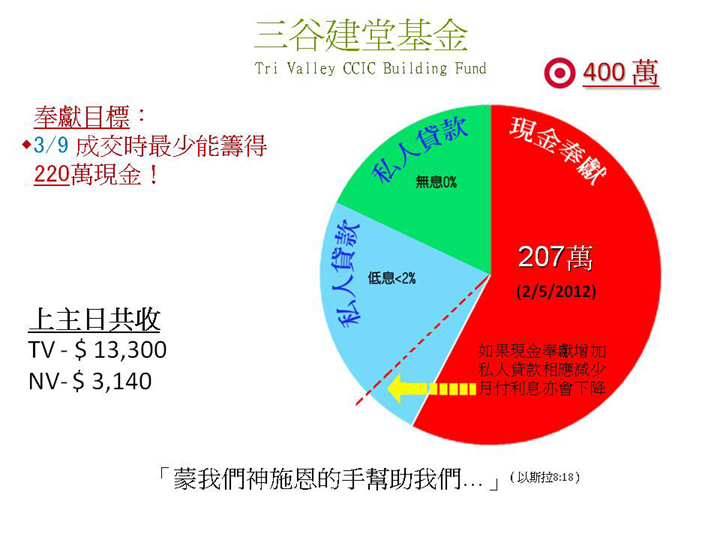 三谷建堂基金
Tri Valley CCIC Building Fund
400 萬
奉獻目標：
3/9 成交時最少能籌得
220萬現金！
私人貸款
無息0%
現金奉獻
私人貸款
低息<2%
207萬
(2/5/2012)
上主日共收
TV - $ 13,300
NV- $ 3,140
如果現金奉獻增加
私人貸款相應減少
月付利息亦會下降
「蒙我們神施恩的手幫助我們…」( 以斯拉8:18 )